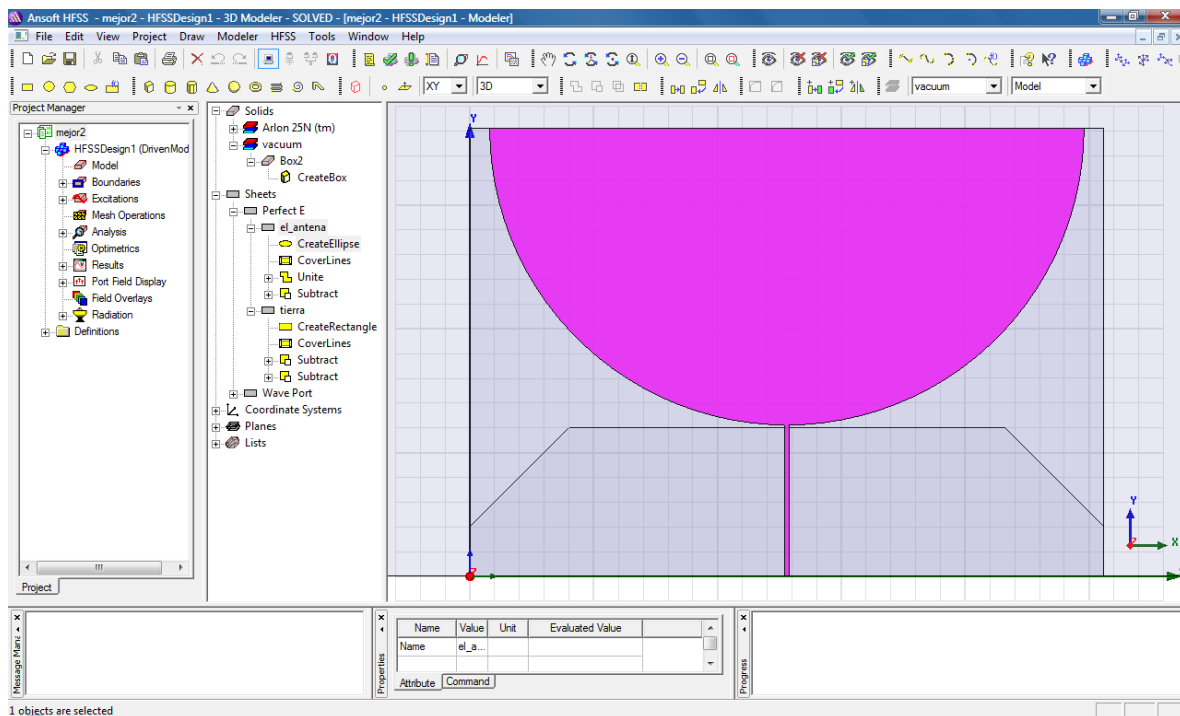 Ansoft HFSS - mejor2 - HFSSDesign1 - 3D Modeler - SOLVED - [mejor2 - HFSSDesign1 - Modeler]
File Edit View Project Draw Modeler HFSS Tools Window Help
XY 3D vacuum Model
Project Manager
mejor2
HFSSDesign1 (DrivenMod
Model
Boundaries
Excitations
Mesh Operations
Analysis
Optimetrics
Results
Port Field Display
Field Overlays
Radiation
Definitions
Project
Solids
Arlon 25N (tm)
vacuum
Box2
CreateBox
Sheets
Perfect E
el_antena
CreateEllipse
CoverLines
Unite
Subtract
tierra
CreateRectangle
CoverLines
Subtract
Subtract
Wave Port
Coordinate Systems
Planes
Lists
Y
Y
Z X
Z
Message Mana
Properties
Name Value Unit Evaluated Value
Name el_a...
Attribute Command
Progress
1 objects are selected